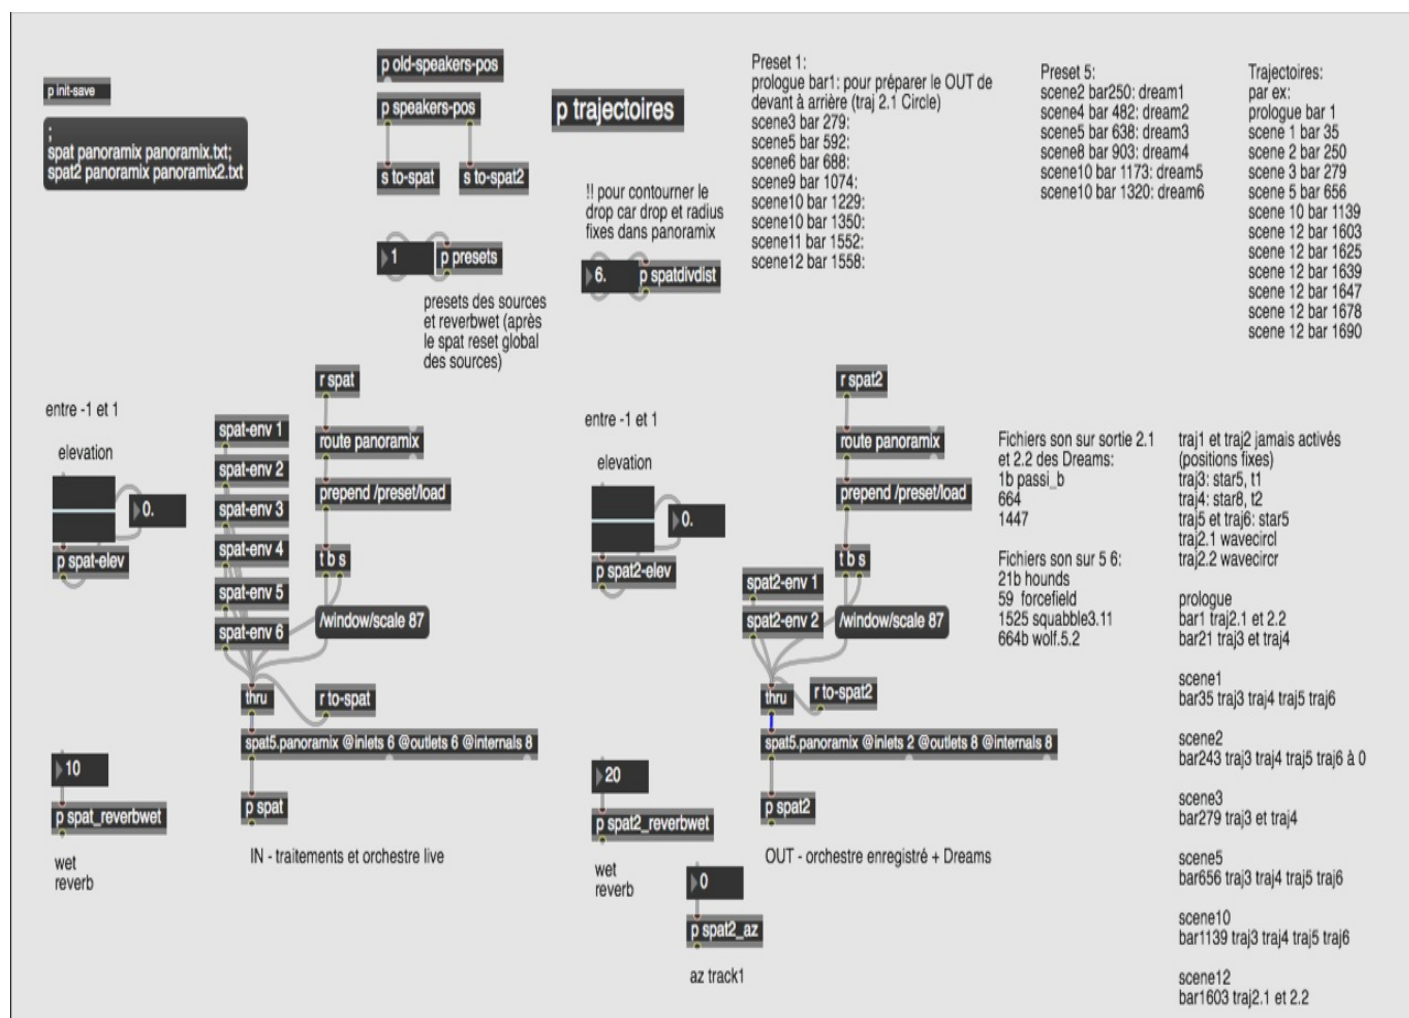 p init-save
;
spat panoramix panoramix.txt;
spat2 panoramix panoramix2.txt
p old-speakers-pos
p speakers-pos
s to-spat
s to-spat2
1
p presets
presets des sources
et reverbwet (après
le spat reset global
des sources)
p trajectoires
!! pour contourner le
drop car drop et radius
fixes dans panoramix
6.
p spatdivdist
Preset 1:
prologue bar1: pour préparer le OUT de
devant à arrière (traj 2.1 Circle)
scene3 bar 279:
scene5 bar 592:
scene6 bar 688:
scene9 bar 1074:
scene10 bar 1229:
scene10 bar 1350:
scene11 bar 1552:
scene12 bar 1558:
Preset 5:
scene2 bar250: dream1
scene4 bar 482: dream2
scene5 bar 638: dream3
scene8 bar 903: dream4
scene10 bar 1173: dream5
scene10 bar 1320: dream6
Trajectoires:
par ex:
prologue bar 1
scene 1 bar 35
scene 2 bar 250
scene 3 bar 279
scene 5 bar 656
scene 10 bar 1139
scene 12 bar 1603
scene 12 bar 1625
scene 12 bar 1639
scene 12 bar 1647
scene 12 bar 1678
scene 12 bar 1690
entre -1 et 1
elevation
0.
p spat-elev
spat-env 1
spat-env 2
spat-env 3
spat-env 4
spat-env 5
spat-env 6
r spat
route panoramix
prepend /preset/load
t b s
/window/scale 87
thru
r to-spat
spat5.panoramix @inlets 6 @outlets 6 @internals 8
p spat
IN - traitements et orchestre live
10
p spat_reverbwet
wet
reverb
entre -1 et 1
elevation
0.
p spat2-elev
spat2-env 1
spat2-env 2
r spat2
route panoramix
prepend /preset/load
t b s
/window/scale 87
thru
r to-spat2
spat5.panoramix @inlets 2 @outlets 8 @internals 8
p spat2
OUT - orchestre enregistré + Dreams
20
p spat2_reverbwet
wet
reverb
0
p spat2_az
az track1
Fichiers son sur sortie 2.1
et 2.2 des Dreams:
1b passi_b
664
1447
Fichiers son sur 5 6:
21b hounds
59 forcefield
1525 squabble3.11
664b wolf.5.2
traj1 et traj2 jamais activés
(positions fixes)
traj3: star5, t1
traj4: star8, t2
traj5 et traj6: star5
traj2.1 wavecircl
traj2.2 wavecircr
prologue
bar1 traj2.1 et 2.2
bar21 traj3 et traj4
scene1
bar35 traj3 traj4 traj5 traj6
scene2
bar243 traj3 traj4 traj5 traj6 à 0
scene3
bar279 traj3 et traj4
scene5
bar656 traj3 traj4 traj5 traj6
scene10
bar1139 traj3 traj4 traj5 traj6
scene12
bar1603 traj2.1 et 2.2